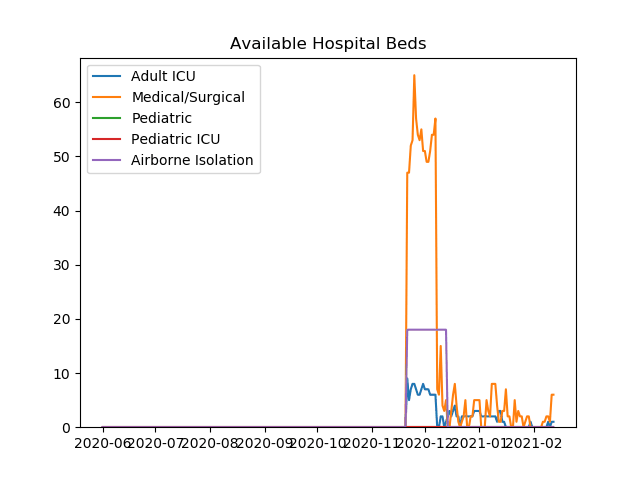 Available Hospital Beds
Adult ICU
Medical/Surgical
Pediatric
Pediatric ICU
Airborne Isolation
60
50
40
30
20
10
0
2020-06 2020-07 2020-08 2020-09 2020-10 2020-11 2020-12 2021-01 2021-02